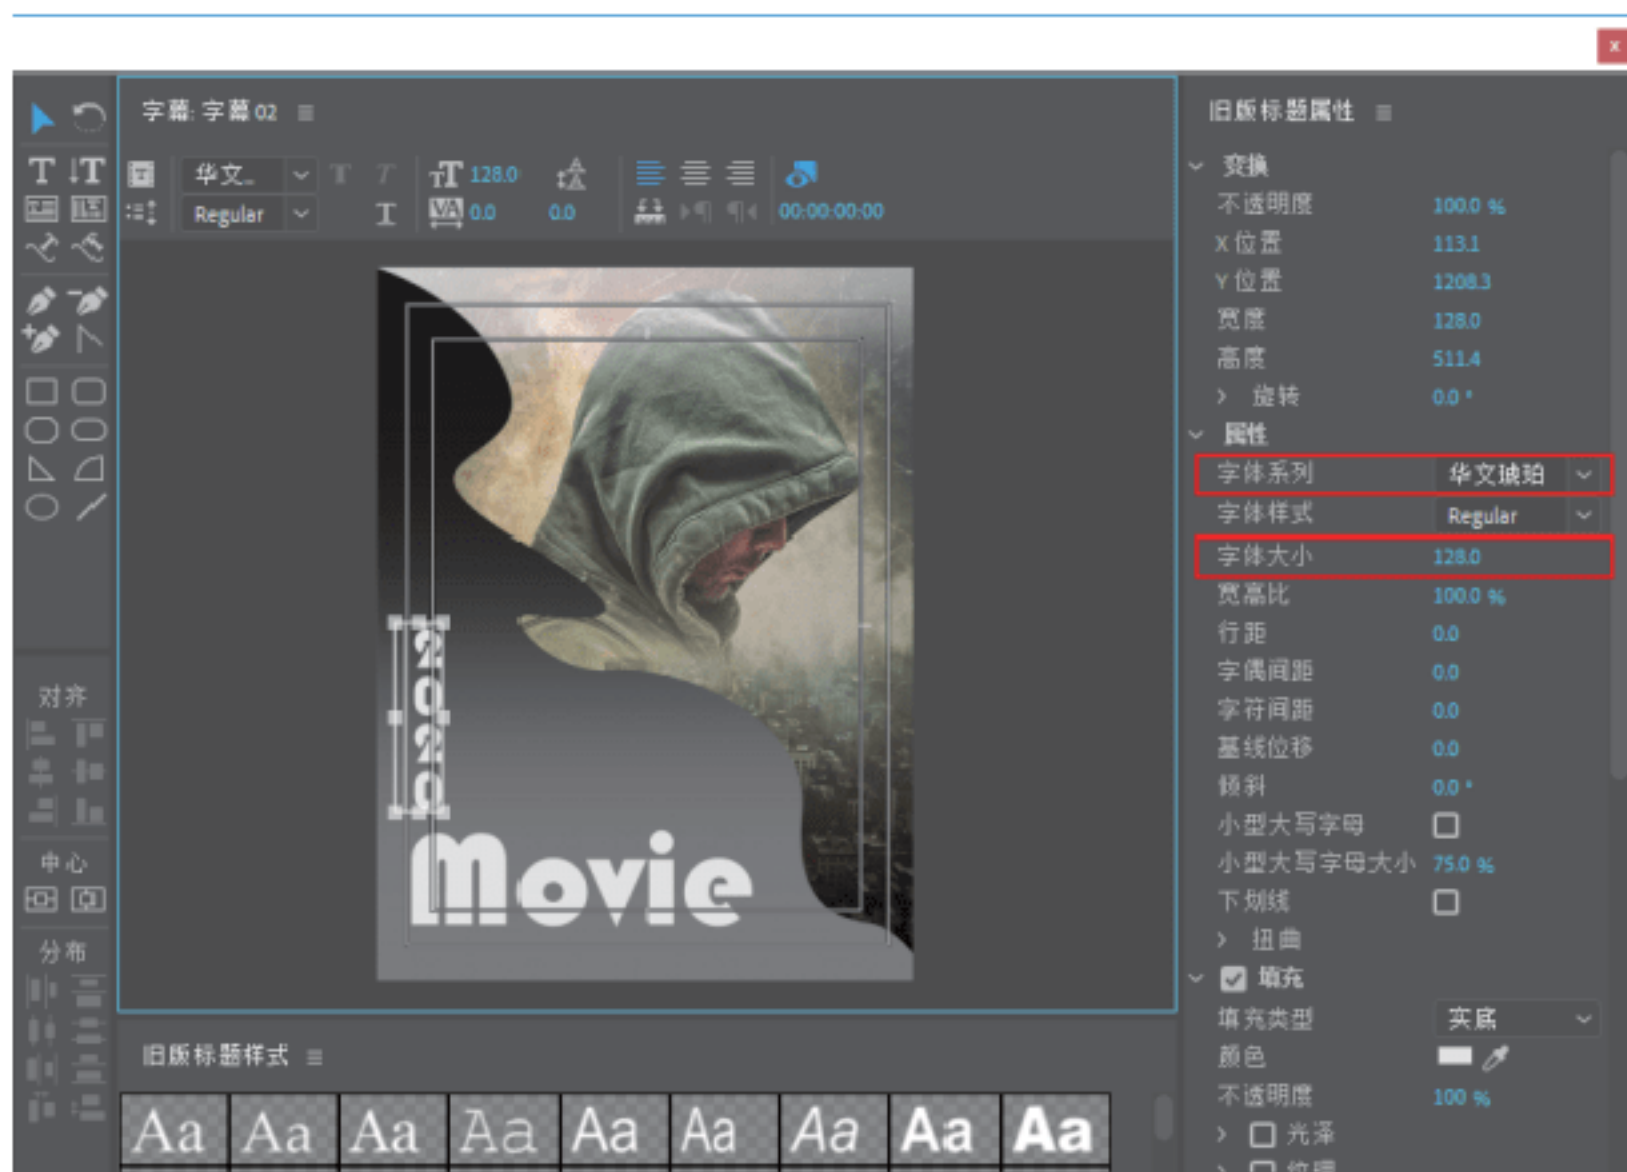 x
字幕: 字幕 02
华文...
128.0
Regular
0.0
0.0
00:00:00:00
2020
Movie
对齐
中心
分布
旧版标题样式
Aa Aa Aa Aa Aa Aa Aa Aa Aa
旧版标题属性
变换
不透明度 100.0 %
X 位置 113.1
Y 位置 1208.3
宽度 128.0
高度 511.4
旋转 0.0 °
属性
字体系列 华文琥珀
字体样式 Regular
字体大小 128.0
宽高比 100.0 %
行距 0.0
字偶间距 0.0
字符间距 0.0
基线位移 0.0
倾斜 0.0 °
小型大写字母
小型大写字母大小 75.0 %
下划线
扭曲
填充
填充类型 实底
颜色
不透明度 100 %
光泽